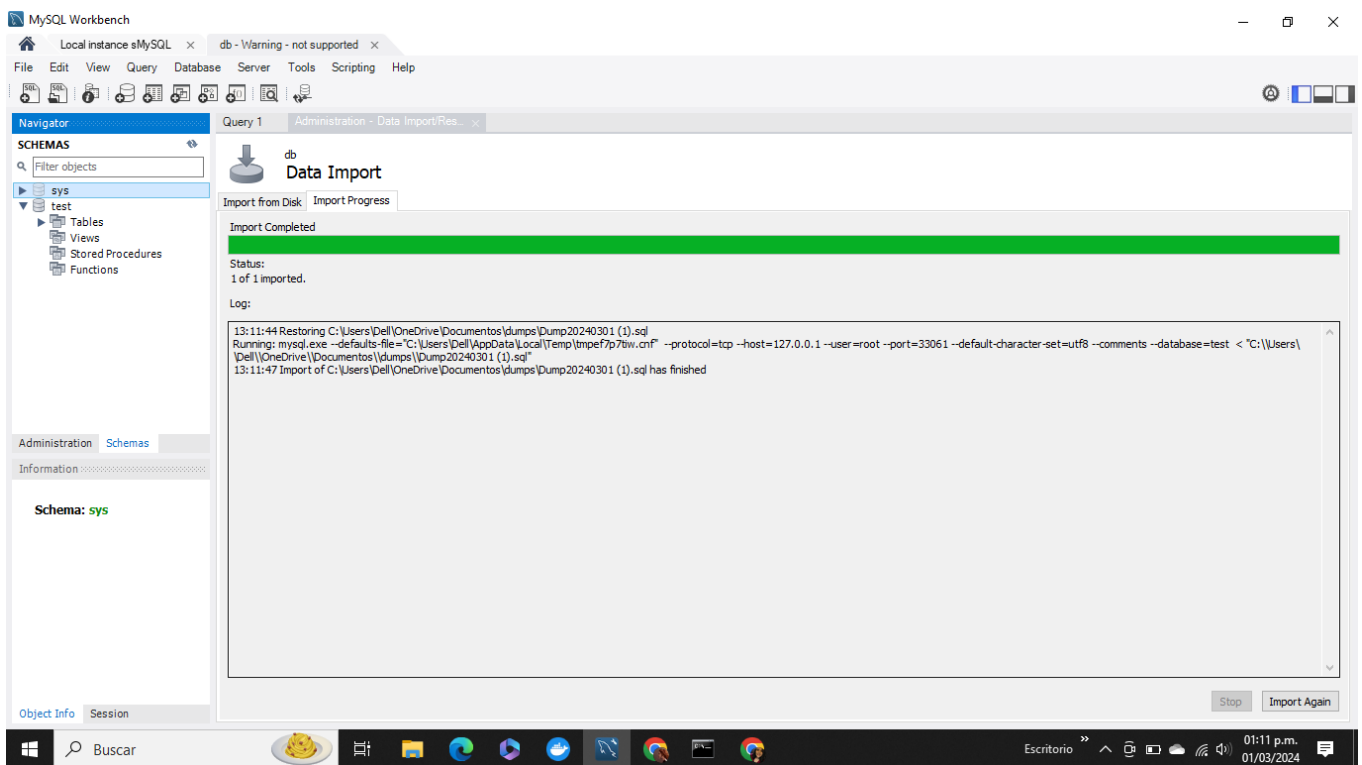 MySQL Workbench
Local instance sMySQL
db - Warning - not supported
File Edit View Query Database Server Tools Scripting Help
Navigator
SCHEMAS
Filter objects
sys
test
Tables
Views
Stored Procedures
Functions
Administration Schemas
Information
Schema: sys
Object Info Session
Query 1
Administration - Data Import/Res...
db
Data Import
Import from Disk Import Progress
Import Completed
Status:
1 of 1 imported.
Log:
13:11:44 Restoring C:\Users\Dell\OneDrive\Documentos\dumps\Dump20240301 (1).sql
Running: mysql.exe --defaults-file="C:\Users\Dell\AppData\Local\Temp\tmpef7p7tiw.cnf" --protocol=tcp --host=127.0.0.1 --user=root --port=33061 --default-character-set=utf8 --comments --database=test < "C:\\Users\
\Dell\\OneDrive\\Documentos\\dumps\\Dump20240301 (1).sql"
13:11:47 Import of C:\Users\Dell\OneDrive\Documentos\dumps\Dump20240301 (1).sql has finished
Stop Import Again
Buscar
Escritorio
01:11 p.m.
01/03/2024